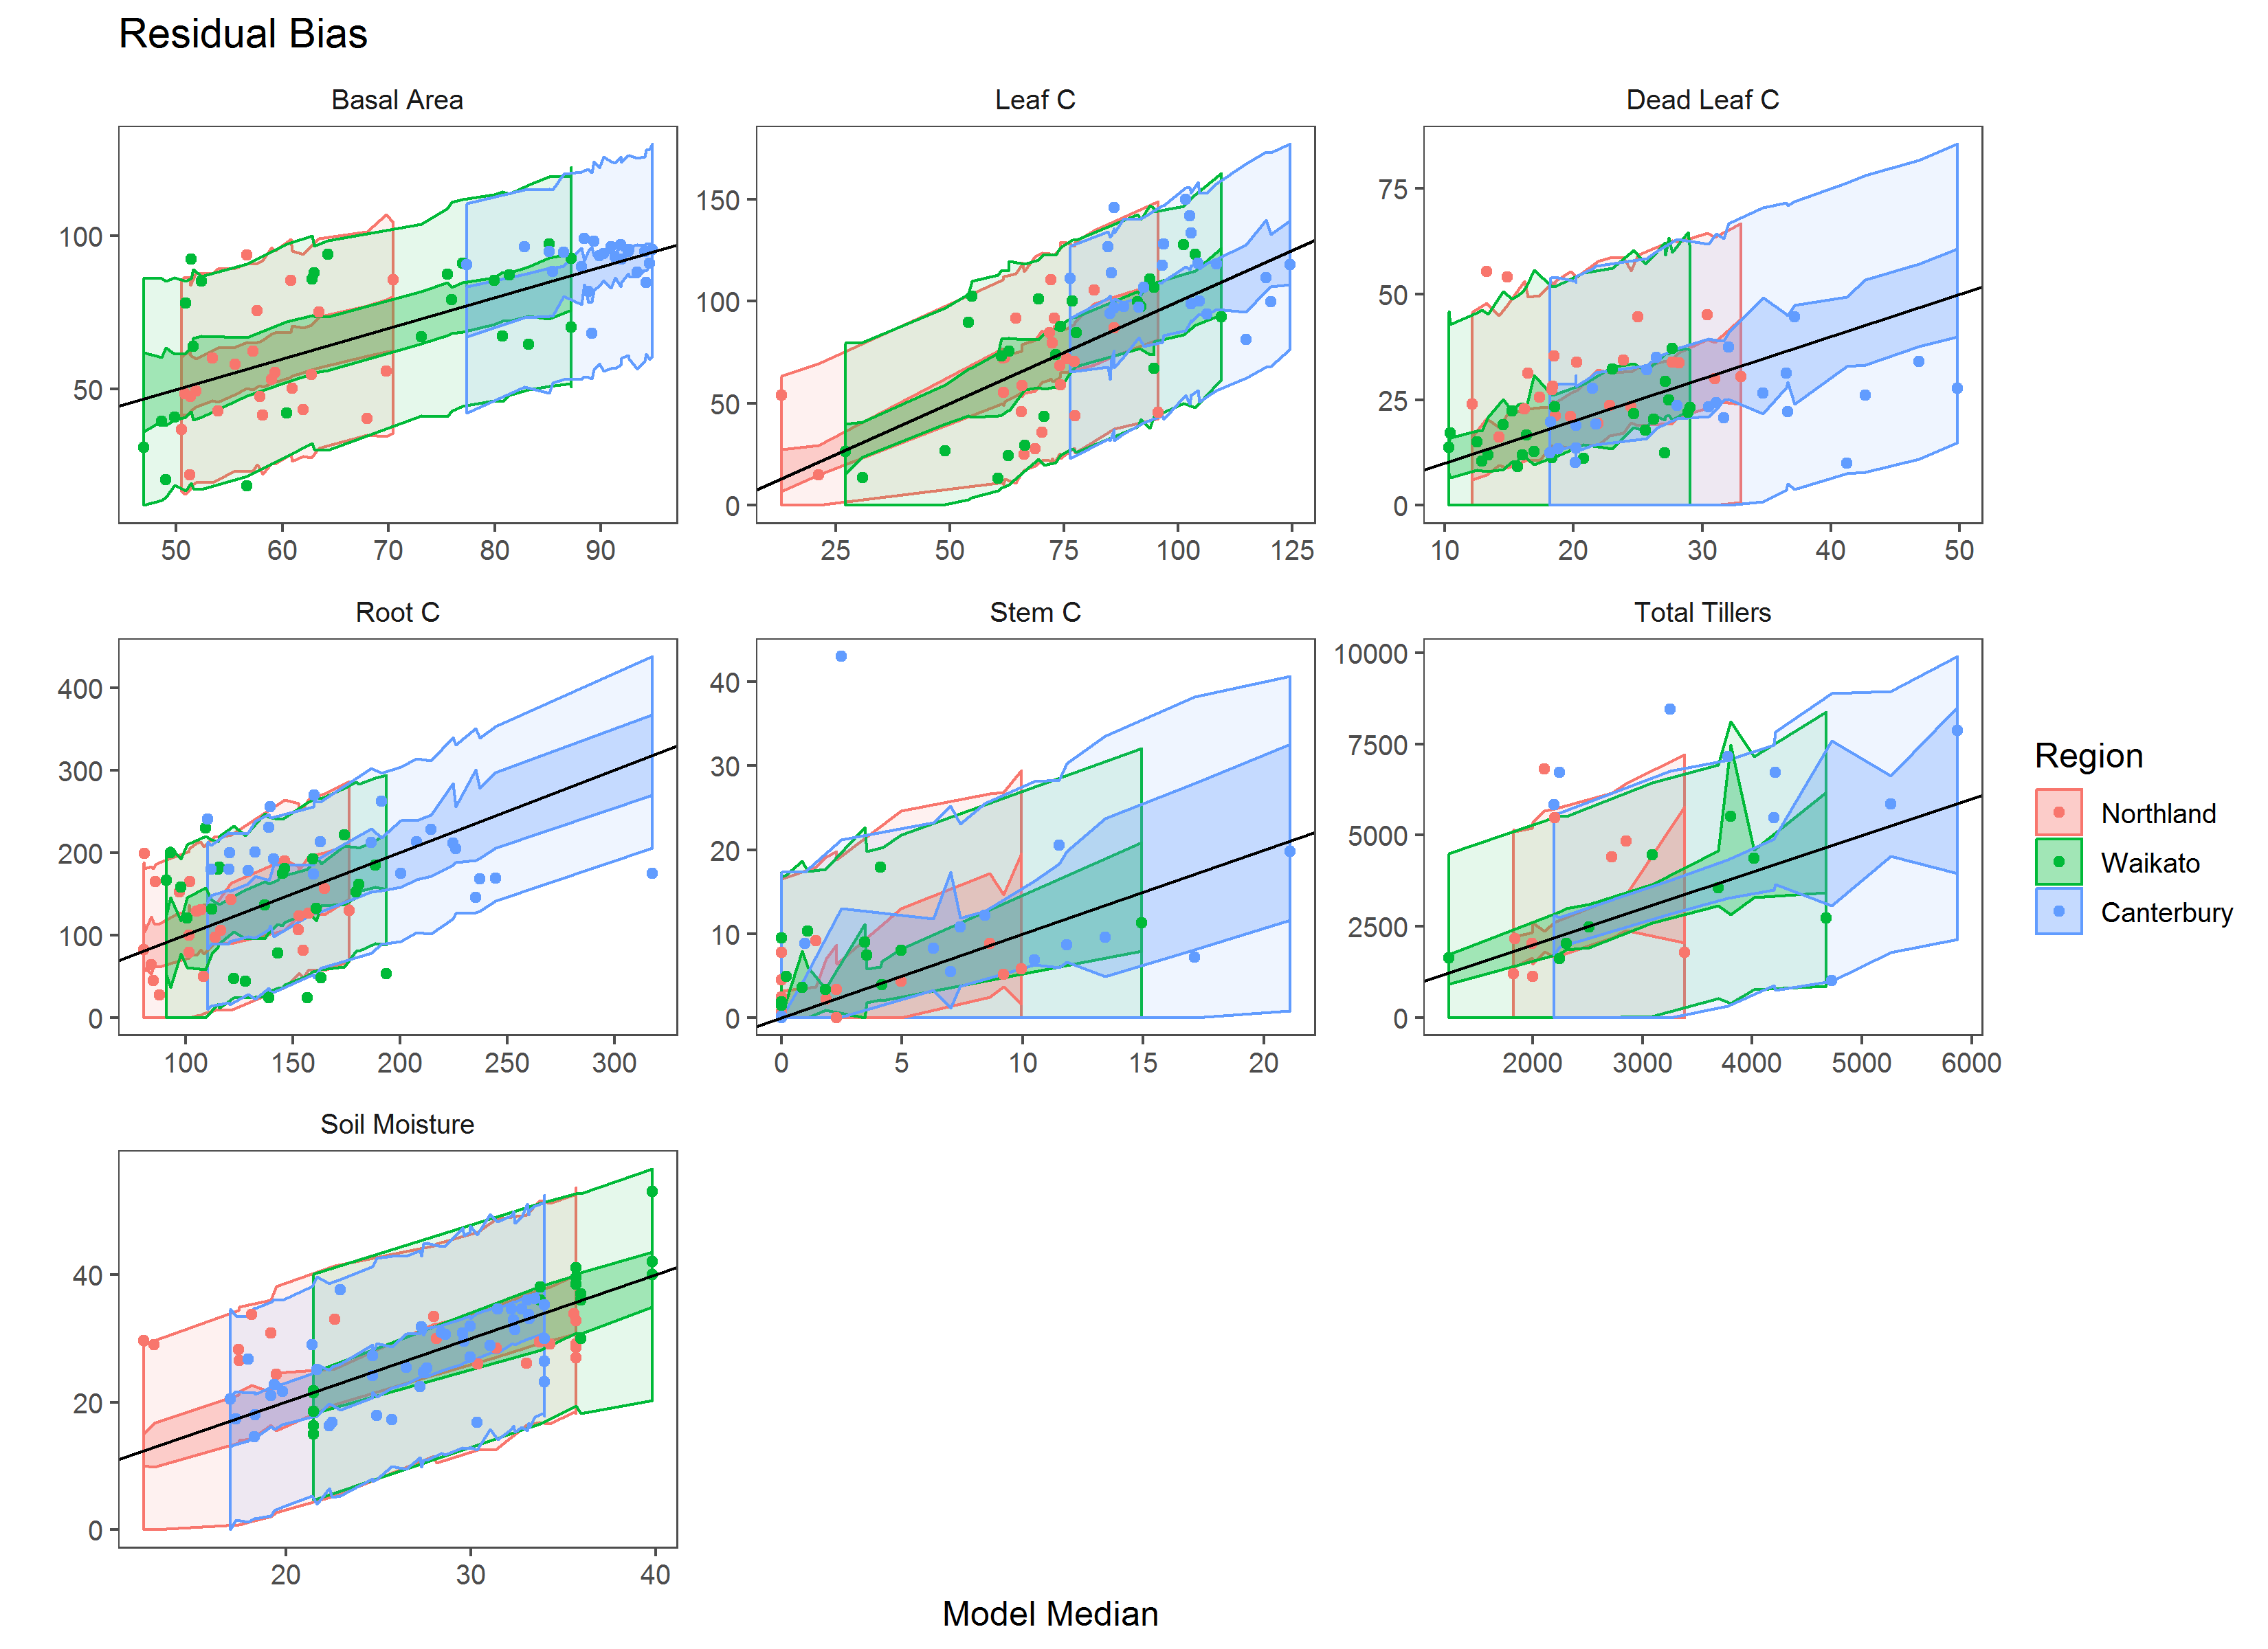 Residual Bias
Basal Area
Leaf C
Dead Leaf C
100
50
50 60 70 80 90
150
100
50
0
25 50 75 100 125
75
50
25
0
10 20 30 40 50
Root C
Stem C
Total Tillers
400
300
200
100
0
100 150 200 250 300
40
30
20
10
0
0 5 10 15 20
10000
7500
5000
2500
0
2000 3000 4000 5000 6000
Region
Northland
Waikato
Canterbury
Soil Moisture
40
20
0
20 30 40
Model Median